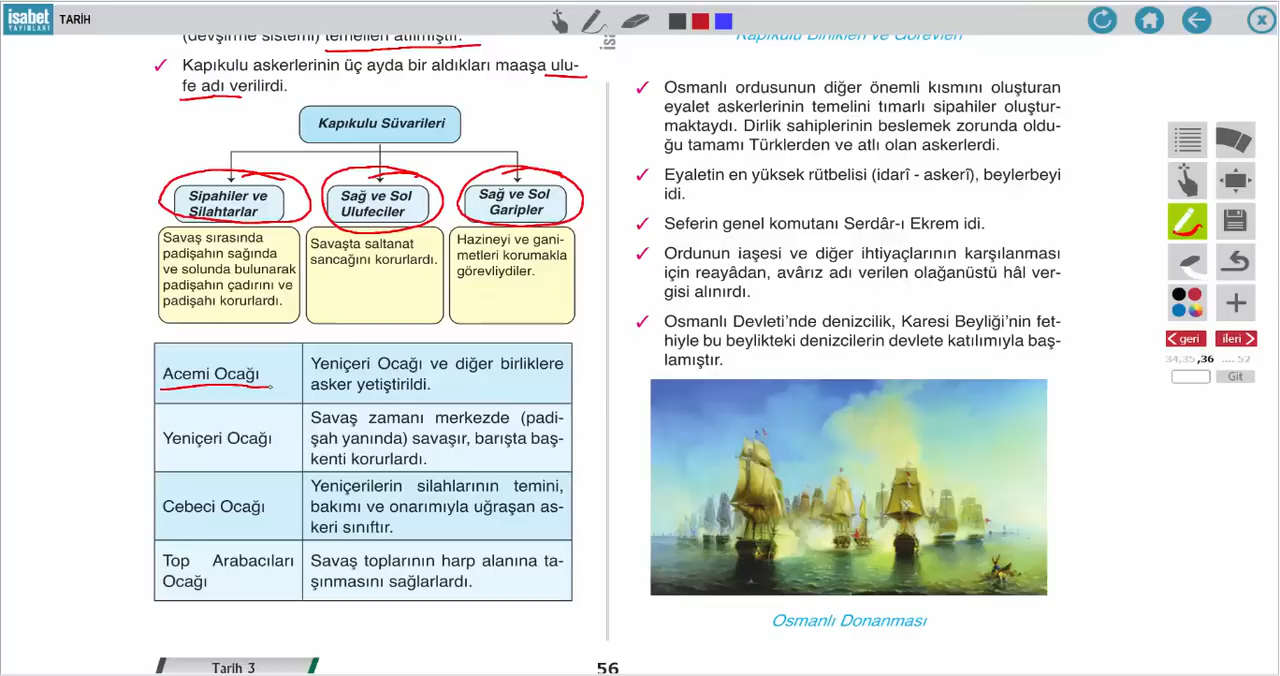 isabet
YAYINLARI
TARİH
(devşirme sistemi) temelleri atılmıştır.
✓ Kapıkulu askerlerinin üç ayda bir aldıkları maaşa ulu-
fe adı verilirdi.
Kapıkulu Süvarileri
Sipahiler ve
Silahtarlar
Sağ ve Sol
Ulufeciler
Sağ ve Sol
Garipler
Savaş sırasında
padişahın sağında
ve solunda bulunarak
padişahın çadırını ve
padişahı korurlardı.
Savaşta saltanat
sancağını korurlardı.
Hazineyi ve gani-
metleri korumakla
görevliydiler.
Acemi Ocağı
Yeniçeri Ocağı ve diğer birliklere
asker yetiştirildi.
Yeniçeri Ocağı
Savaş zamanı merkezde (padi-
şah yanında) savaşır, barışta baş-
kenti korurlardı.
Cebeci Ocağı
Yeniçerilerin silahlarının temini,
bakımı ve onarımıyla uğraşan as-
keri sınıftır.
Top Arabacıları
Ocağı
Savaş toplarının harp alanına ta-
şınmasını sağlarlardı.
Tarih 3
isa
Kapıkulu Birlikleri ve Görevleri
✓ Osmanlı ordusunun diğer önemli kısmını oluşturan
eyalet askerlerinin temelini tımarlı sipahiler oluştur-
maktaydı. Dirlik sahiplerinin beslemek zorunda oldu-
ğu tamamı Türklerden ve atlı olan askerlerdi.
✓ Eyaletin en yüksek rütbelisi (idarî - askerî), beylerbeyi
idi.
✓ Seferin genel komutanı Serdâr-ı Ekrem idi.
✓ Ordunun iaşesi ve diğer ihtiyaçlarının karşılanması
için reayâdan, avârız adı verilen olağanüstü hâl ver-
gisi alınırdı.
✓ Osmanlı Devleti’nde denizcilik, Karesi Beyliği’nin fet-
hiyle bu beylikteki denizcilerin devlete katılımıyla baş-
lamıştır.
Osmanlı Donanması
56
geri
ileri
34,35,36 .... 52
Git